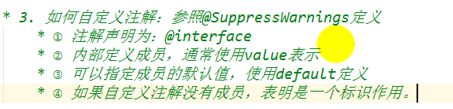 * 3. 如何自定义注解：参照@SuppressWarnings定义
* ① 注解声明为：@interface
* ② 内部定义成员，通常使用value表示
* ③ 可以指定成员的默认值，使用default定义
* ④ 如果自定义注解没有成员，表明是一个标识作用。